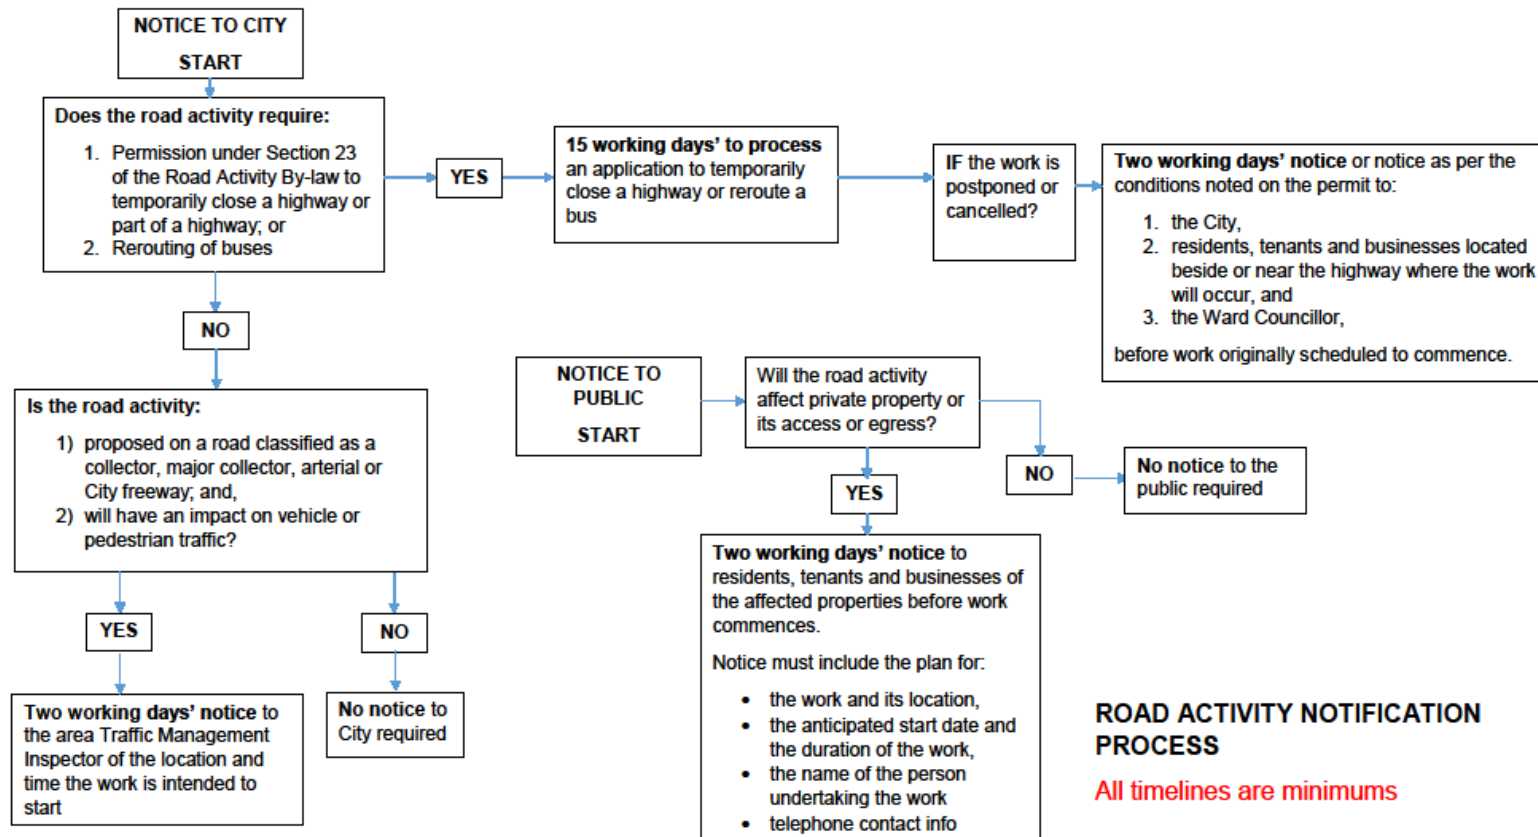 NOTICE TO CITY
START
Does the road activity require:
1. Permission under Section 23
of the Road Activity By-law to
temporarily close a highway or
part of a highway; or
2. Rerouting of buses
YES
15 working days' to process
an application to temporarily
close a highway or reroute a
bus
IF the work is
postponed or
cancelled?
Two working days' notice or notice as per the
conditions noted on the permit to:
1. the City,
2. residents, tenants and businesses located
beside or near the highway where the work
will occur, and
3. the Ward Councillor,
before work originally scheduled to commence.
NO
Is the road activity:
1) proposed on a road classified as a
collector, major collector, arterial or
City freeway; and,
2) will have an impact on vehicle or
pedestrian traffic?
YES
NO
Two working days' notice to
the area Traffic Management
Inspector of the location and
time the work is intended to
start
No notice to
City required
NOTICE TO
PUBLIC
START
Will the road activity
affect private property or
its access or egress?
YES
NO
No notice to the
public required
Two working days' notice to
residents, tenants and businesses of
the affected properties before work
commences.
Notice must include the plan for:
• the work and its location,
• the anticipated start date and
the duration of the work,
• the name of the person
undertaking the work
• telephone contact info
ROAD ACTIVITY NOTIFICATION
PROCESS
All timelines are minimums